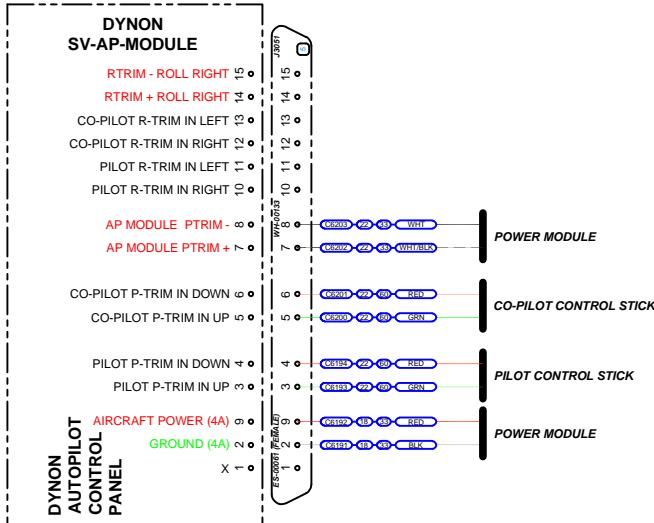 DYNON
SV-AP-MODULE
J3051
5
RTRIM - ROLL RIGHT 15 15
RTRIM + ROLL RIGHT 14 14
CO-PILOT R-TRIM IN LEFT 13 13
CO-PILOT R-TRIM IN RIGHT 12 12
PILOT R-TRIM IN LEFT 11 11
PILOT R-TRIM IN RIGHT 10 10
WH-00133
AP MODULE PTRIM - 8 8 C6203 22 33 WHT
AP MODULE PTRIM + 7 7 C6202 22 33 WHT/BLK
POWER MODULE
CO-PILOT P-TRIM IN DOWN 6 6 C6201 22 60 RED
CO-PILOT P-TRIM IN UP 5 5 C6200 22 60 GRN
CO-PILOT CONTROL STICK
PILOT P-TRIM IN DOWN 4 4 C6194 22 60 RED
PILOT P-TRIM IN UP 3 3 C6193 22 60 GRN
PILOT CONTROL STICK
AIRCRAFT POWER (4A) 9 9 C6192 18 33 RED
GROUND (4A) 2 2 C6191 18 33 BLK
POWER MODULE
X 1 1
ES-00061 (FEMALE)
DYNON
AUTOPILOT
CONTROL
PANEL